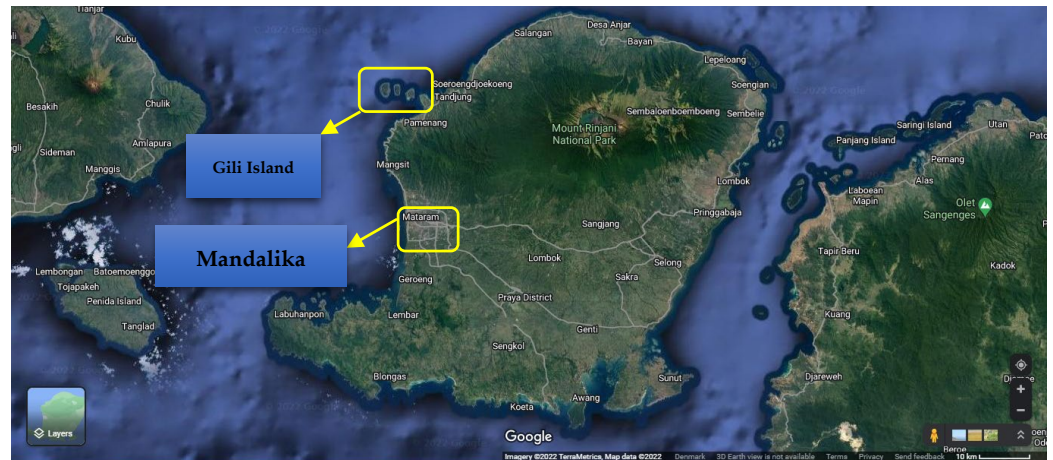 Tianjar
Kubu
Besakih
Chulik
Amlapura
Sideman
Manggis
Lembongan
Batoemoenggo
Tojapakeh
Penida Island
Tanglad
Gili Island
Mandalika
Salangan
Desa Anjar
Bayan
Lepeloang
Soeroengdjoekoeng
Tandjung
Soengian
Pamenang
Sembaloenboemboeng
Sembelie
Mount Rinjani
National Park
Mangsit
Lombok
Mataram
Sangjang
Pringgabaja
Lombok
Selong
Sakra
Geroeng
Praya District
Labuhanpon
Lembar
Genti
Sengkol
Blongas
Sunut
Awang
Koeta
Saringi Island
Utan
Panjang Island
Pernang
Alas
Laboean
Mapin
Olet
Sangenges
Tapir Beru
Kadok
Kuang
Djareweh
Layers
Google
Imagery ©2022 TerraMetrics, Map data ©2022
Denmark
3D Earth view is not available
Terms
Privacy
Send feedback
10 km